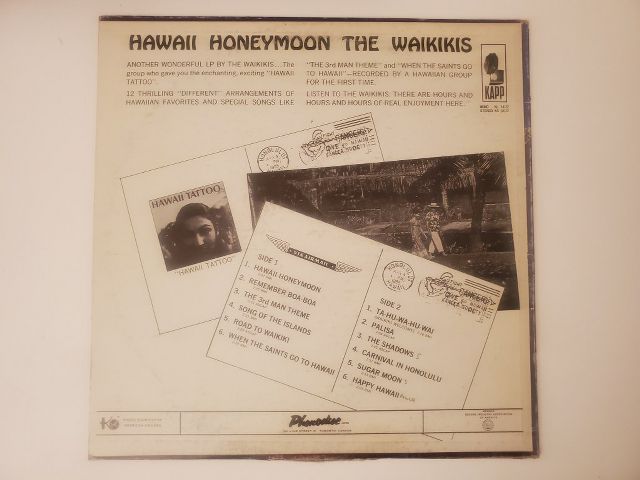 HAWAII HONEYMOON THE WAIKIKIS
ANOTHER WONDERFUL LP BY THE WAIKIKIS....The
group who gave you the enchanting, exciting "HAWAII
TATTOO".
12 THRILLING "DIFFERENT" ARRANGEMENTS OF
HAWAIIAN FAVORITES AND SPECIAL SONGS LIKE
"THE 3rd MAN THEME" and "WHEN THE SAINTS GO
TO HAWAII"—RECORDED BY A HAWAIIAN GROUP
FOR THE FIRST TIME.
LISTEN TO THE WAIKIKIS: THERE ARE HOURS AND
HOURS AND HOURS OF REAL ENJOYMENT HERE.
KAPP
HONOLULU
HAWAII TATTOO
"HAWAII TATTOO"
VIA AIR MAIL
SIDE 1
1. HAWAII HONEYMOON
2. REMEMBER BOA-BOA
3. THE 3rd MAN THEME
4. SONG OF THE ISLANDS
5. ROAD TO WAIKIKI
6. WHEN THE SAINTS GO TO HAWAII
HONOLULU
HAWAII
SIDE 2
1. TA-HU-WA-HU-WAI
2. PALISA
3. THE SHADOWS
4. CARNIVAL IN HONOLULU
5. SUGAR MOON
6. HAPPY HAWAII
Phonodisc